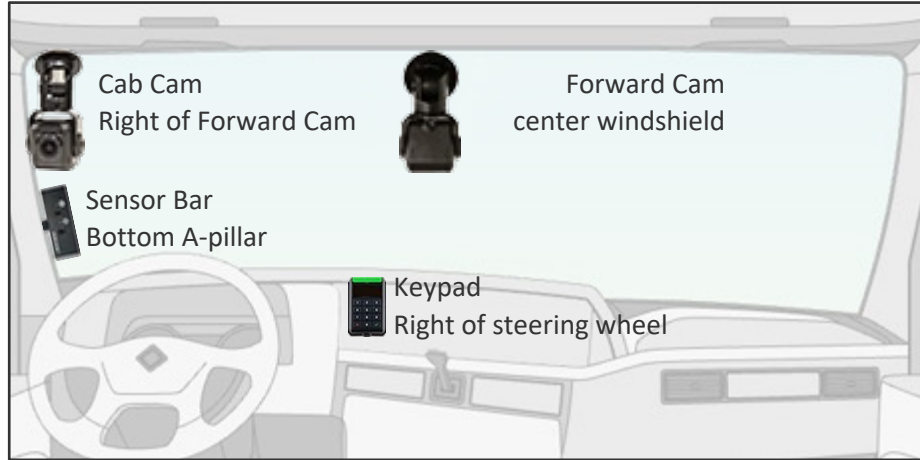 Cab Cam
Right of Forward Cam
Forward Cam
center windshield
Sensor Bar
Bottom A-pillar
Keypad
Right of steering wheel